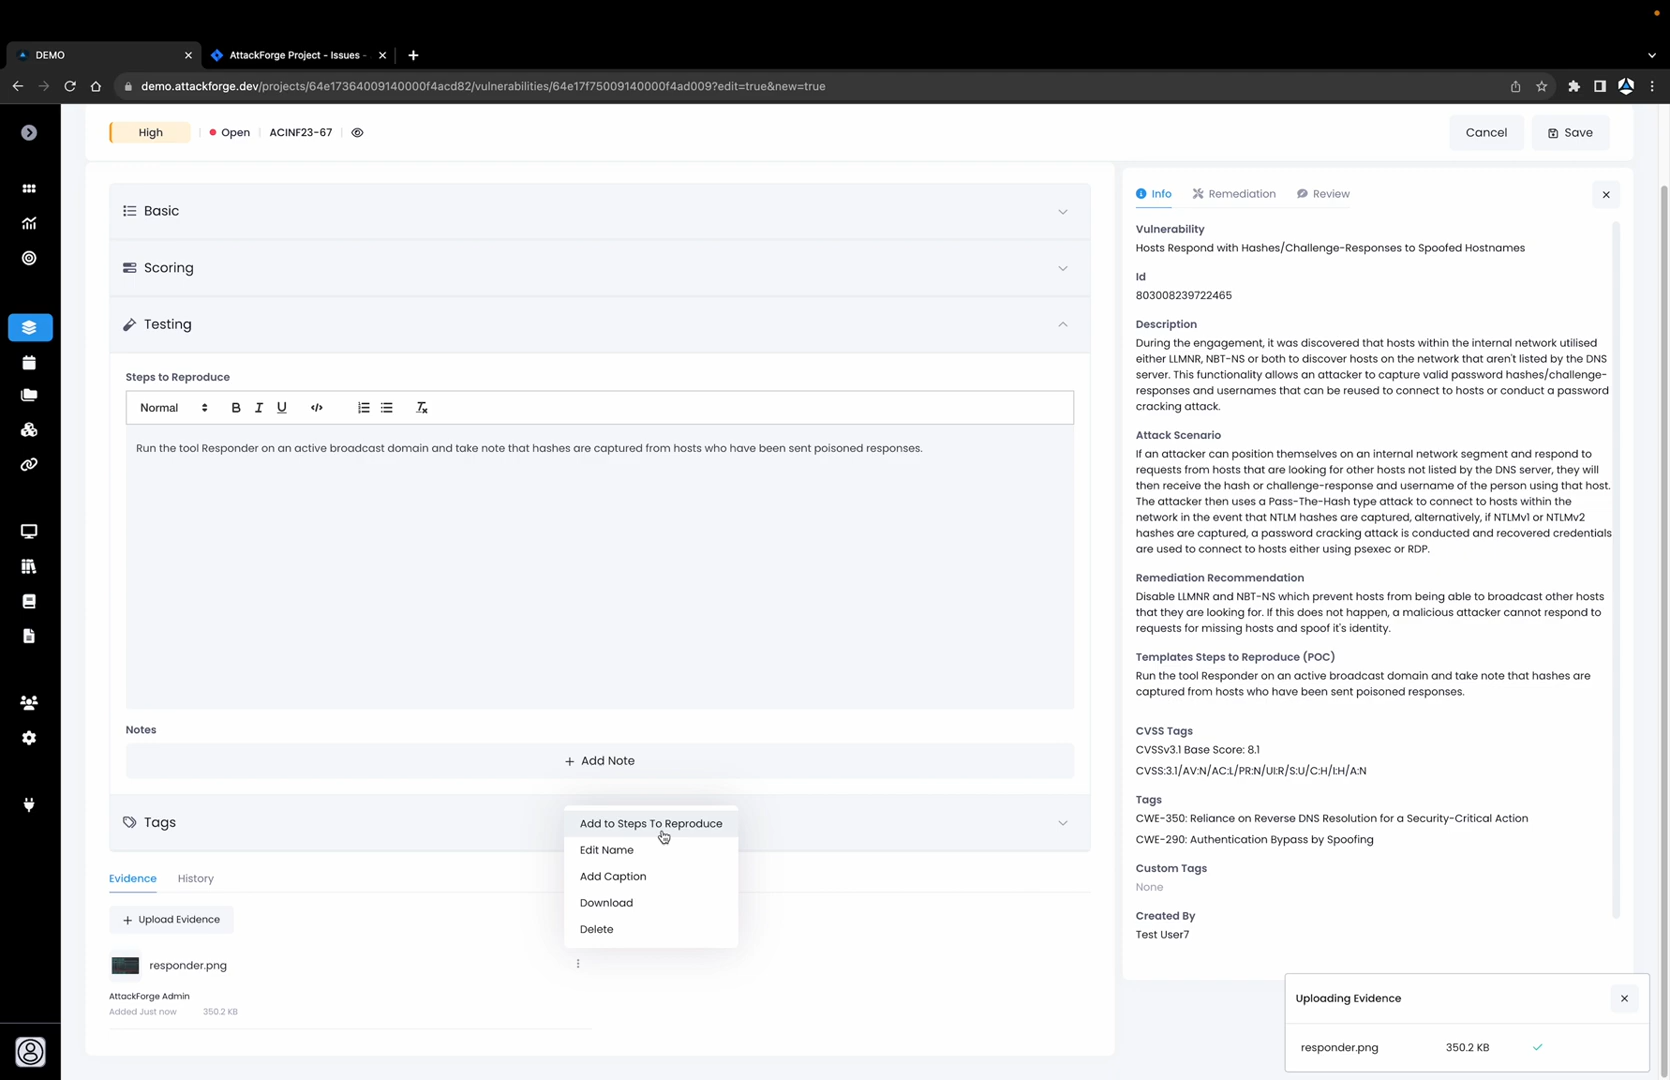 DEMO
AttackForge Project - Issues -
demo.attackforge.dev/projects/64e17364009140000f4acd82/vulnerabilities/64e17f75009140000f4ad009?edit=true&new=true
High
Open
ACINF23-67
Cancel
Save
Basic
Scoring
Testing
Steps to Reproduce
Normal
B I U
Run the tool Responder on an active broadcast domain and take note that hashes are captured from hosts who have been sent poisoned responses.
Notes
+ Add Note
Tags
Add to Steps To Reproduce
Edit Name
Add Caption
Download
Delete
Evidence
History
+ Upload Evidence
responder.png
AttackForge Admin
Added Just now
350.2 KB
Info
Remediation
Review
Vulnerability
Hosts Respond with Hashes/Challenge-Responses to Spoofed Hostnames
Id
803008239722465
Description
During the engagement, it was discovered that hosts within the internal network utilised
either LLMNR, NBT-NS or both to discover hosts on the network that aren't listed by the DNS
server. This functionality allows an attacker to capture valid password hashes/challenge-
responses and usernames that can be reused to connect to hosts or conduct a password
cracking attack.
Attack Scenario
If an attacker can position themselves on an internal network segment and respond to
requests from hosts that are looking for other hosts not listed by the DNS server, they will
then receive the hash or challenge-response and username of the person using that host.
The attacker then uses a Pass-The-Hash type attack to connect to hosts within the
network in the event that NTLM hashes are captured, alternatively, if NTLMv1 or NTLMv2
hashes are captured, a password cracking attack is conducted and recovered credentials
are used to connect to hosts either using psexec or RDP.
Remediation Recommendation
Disable LLMNR and NBT-NS which prevent hosts from being able to broadcast other hosts
that they are looking for. If this does not happen, a malicious attacker cannot respond to
requests for missing hosts and spoof it's identity.
Templates Steps to Reproduce (POC)
Run the tool Responder on an active broadcast domain and take note that hashes are
captured from hosts who have been sent poisoned responses.
CVSS Tags
CVSSv3.1 Base Score: 8.1
CVSS:3.1/AV:N/AC:L/PR:N/UI:R/S:U/C:H/I:H/A:N
Tags
CWE-350: Reliance on Reverse DNS Resolution for a Security-Critical Action
CWE-290: Authentication Bypass by Spoofing
Custom Tags
None
Created By
Test User7
Uploading Evidence
responder.png
350.2 KB